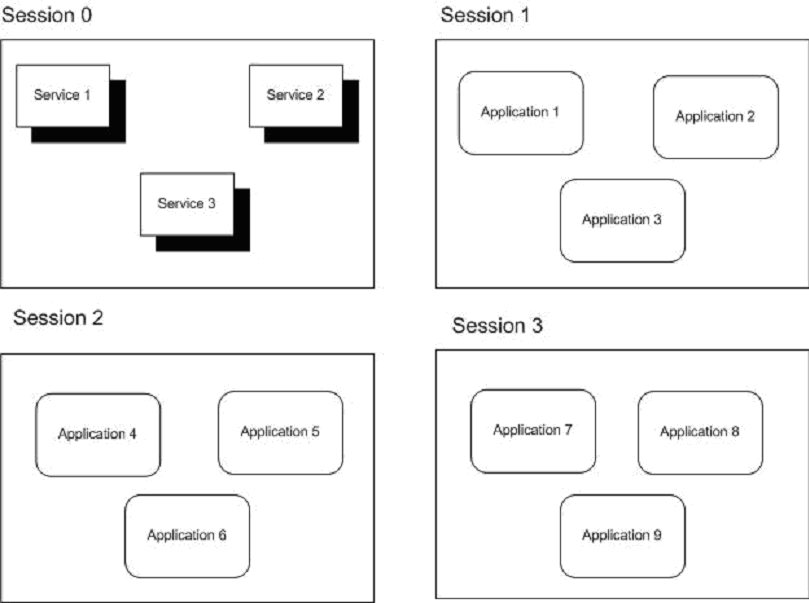 Session 0
Service 1
Service 2
Service 3
Session 1
Application 1
Application 2
Application 3
Session 2
Application 4
Application 5
Application 6
Session 3
Application 7
Application 8
Application 9